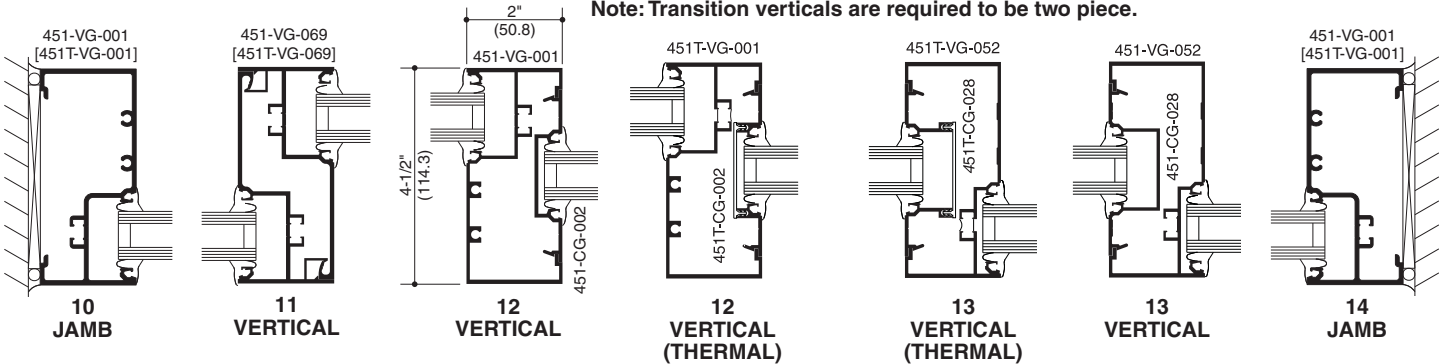 Note: Transition verticals are required to be two piece.
2"
(50.8)
451-VG-001
[451T-VG-001]
451-VG-069
[451T-VG-069]
451-VG-001
451T-VG-001
451T-VG-052
451-VG-052
451-VG-001
[451T-VG-001]
4-1/2"
(114.3)
451-CG-002
451T-CG-002
451T-CG-028
451-CG-028
10
JAMB
11
VERTICAL
12
VERTICAL
12
VERTICAL
(THERMAL)
13
VERTICAL
(THERMAL)
13
VERTICAL
14
JAMB